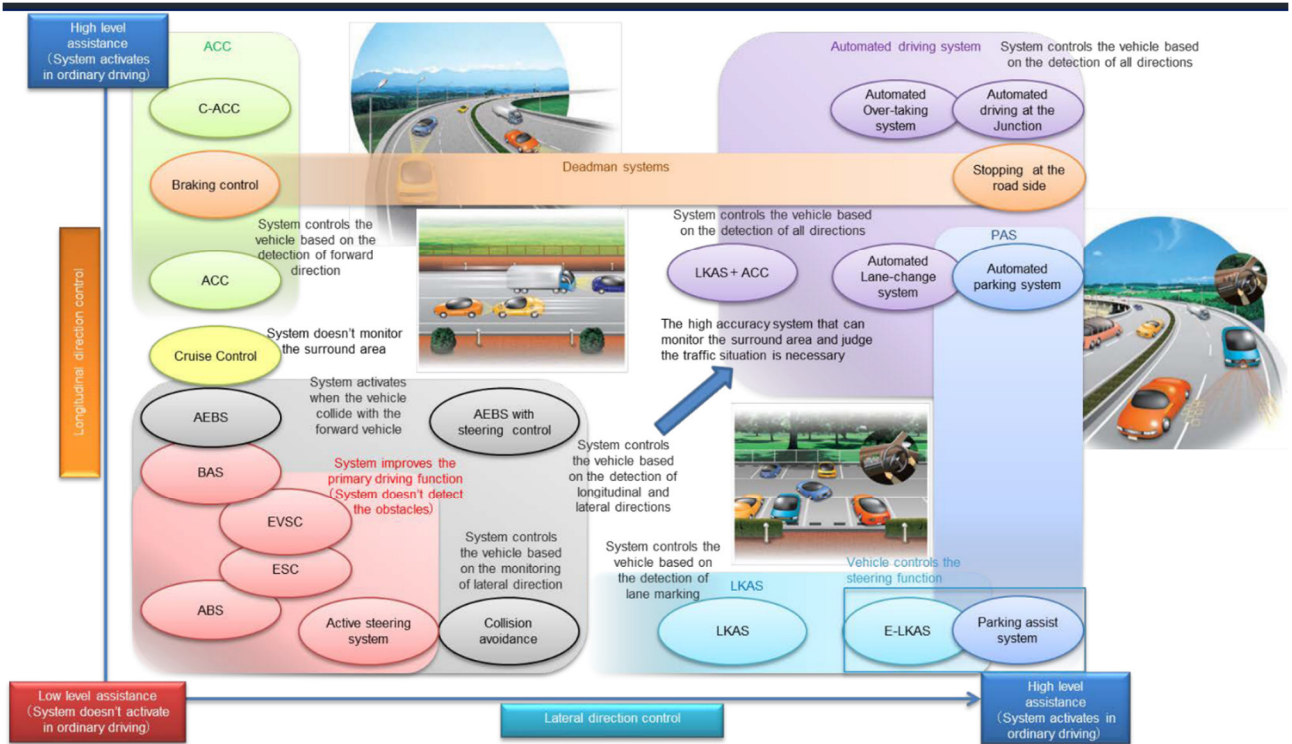 High level
assistance
(System activates
in ordinary driving)
ACC
C-ACC
Braking control
Deadman systems
System controls the
vehicle based on the
detection of forward
direction
ACC
Automated driving system
System controls the vehicle based
on the detection of all directions
Automated
Over-taking
system
Automated
driving at the
Junction
Stopping at the
road side
System controls the vehicle based
on the detection of all directions
PAS
LKAS + ACC
Automated
Lane-change
system
Automated
parking system
Longitudinal direction control
Cruise Control
System doesn't monitor
the surround area
The high accuracy system that can
monitor the surround area and judge
the traffic situation is necessary
AEBS
System activates
when the vehicle
collide with the
forward vehicle
AEBS with
steering control
BAS
System improves the
primary driving function
(System doesn't detect
the obstacles)
System controls
the vehicle based
on the detection of
longitudinal and
lateral directions
EVSC
ESC
System controls
the vehicle based
on the monitoring
of lateral direction
ABS
Active steering
system
Collision
avoidance
System controls the
vehicle based on
the detection of
lane marking
LKAS
LKAS
Vehicle controls the
steering function
E-LKAS
Parking assist
system
Low level assistance
(System doesn't activate
in ordinary driving)
Lateral direction control
High level
assistance
(System activates in
ordinary driving)